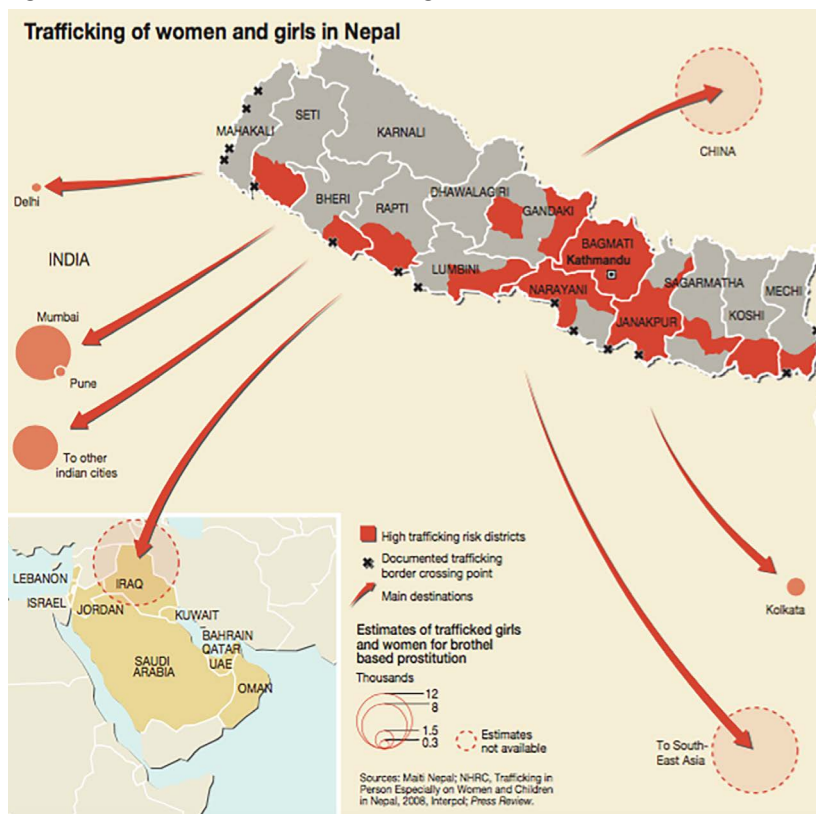 Trafficking of women and girls in Nepal
CHINA
MAHAKALI
SETI
KARNALI
Delhi
BHERI
RAPTI
DHAWALAGIRI
GANDAKI
BAGMATI
Kathmandu
INDIA
LUMBINI
NARAYANI
SAGARMATHA
MECHI
KOSHI
JANAKPUR
Mumbai
Pune
To other
indian cities
High trafficking risk districts
Documented trafficking
border crossing point
Main destinations
LEBANON
IRAQ
ISRAEL
JORDAN
KUWAIT
BAHRAIN
QATAR
UAE
SAUDI
ARABIA
OMAN
Kolkata
Estimates of trafficked girls
and women for brothel
based prostitution
Thousands
12
8
1.5
0.3
Estimates
not available
To South-
East Asia
Sources: Maiti Nepal; NHRC, Trafficking in
Person Especially on Women and Children
in Nepal, 2008, Interpol; Press Review.